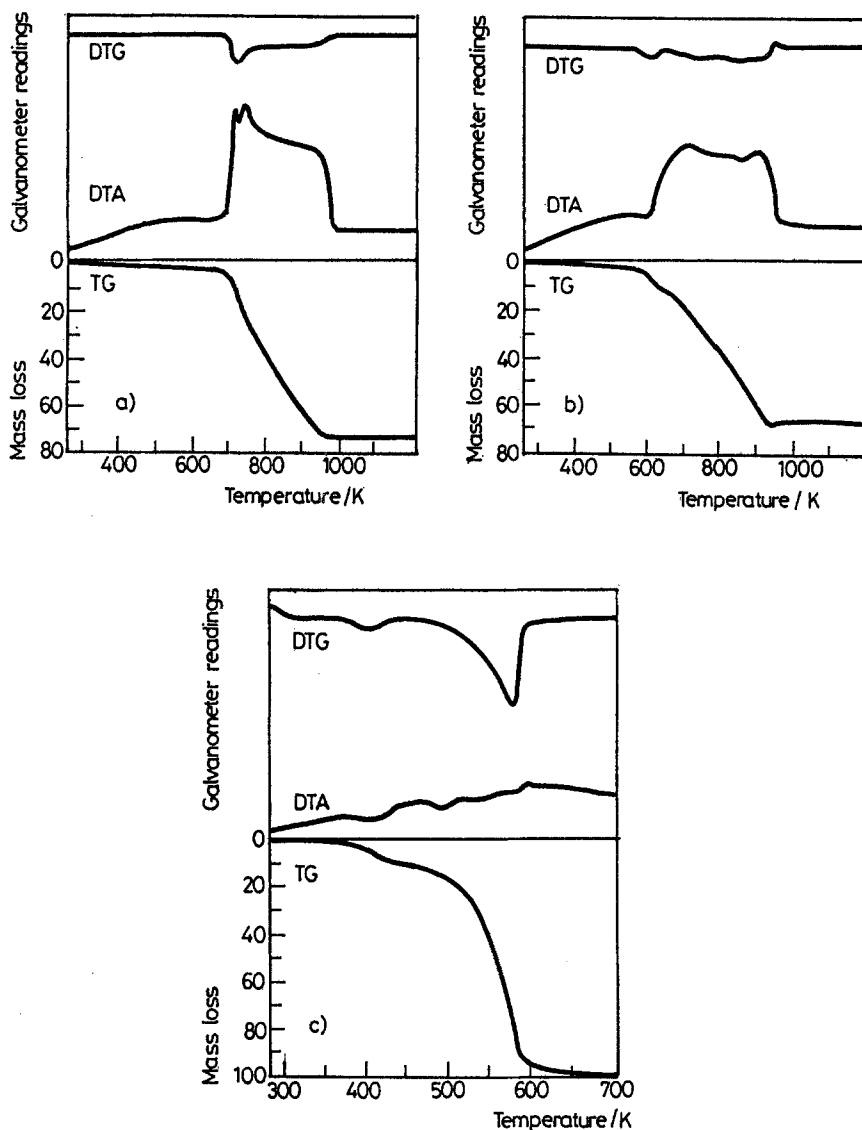 Galvanometer readings
DTG
DTA
0
TG
20
40
60
80
Mass loss
a)
400 600 800 1000
Temperature/K
Galvanometer readings
DTG
DTA
0
TG
20
40
60
80
Mass loss
b)
400 600 800 1000
Temperature / K
Galvanometer readings
DTG
DTA
0
TG
20
40
60
80
100
Mass loss
c)
300 400 500 600 700
Temperature/K